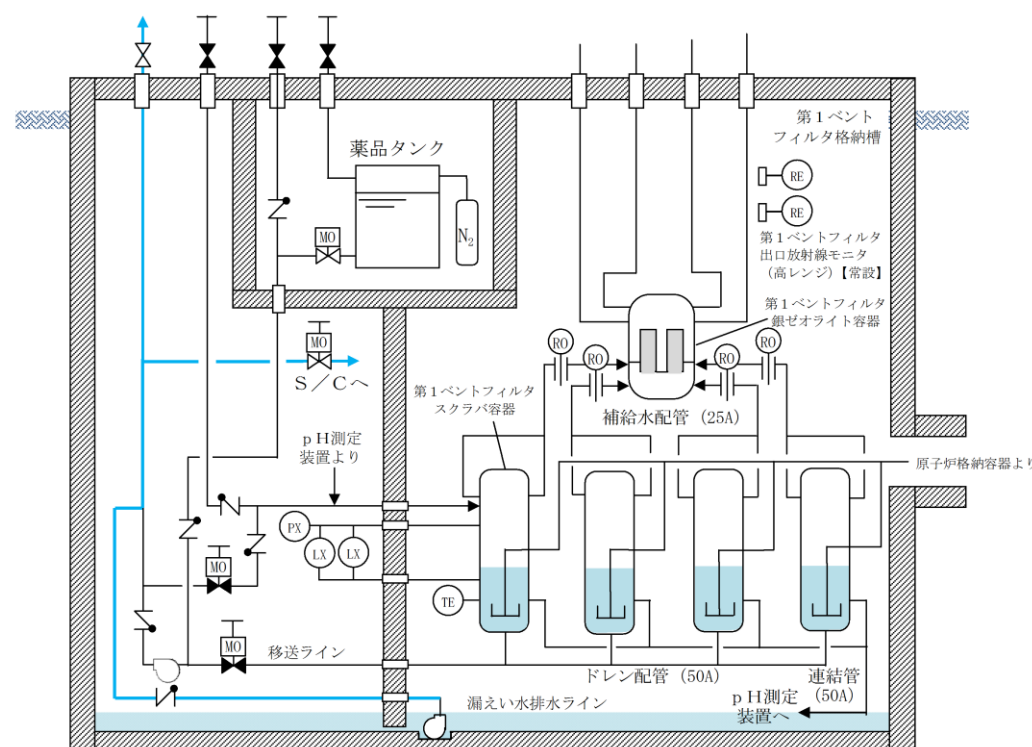 薬品タンク
MO
N₂
第1ベント
フィルタ格納槽
RE
RE
第1ベントフィルタ
出口放射線モニタ
(高レンジ)【常設】
第1ベントフィルタ
銀ゼオライト容器
MO
S/Cへ
RO
RO
RO
RO
第1ベントフィルタ
スクラバ容器
補給水配管 (25A)
pH測定
装置より
原子炉格納容器より
PX
LX
LX
MO
TE
MO
移送ライン
ドレン配管 (50A)
連結管
(50A)
漏えい水排水ライン
pH測定
装置へ